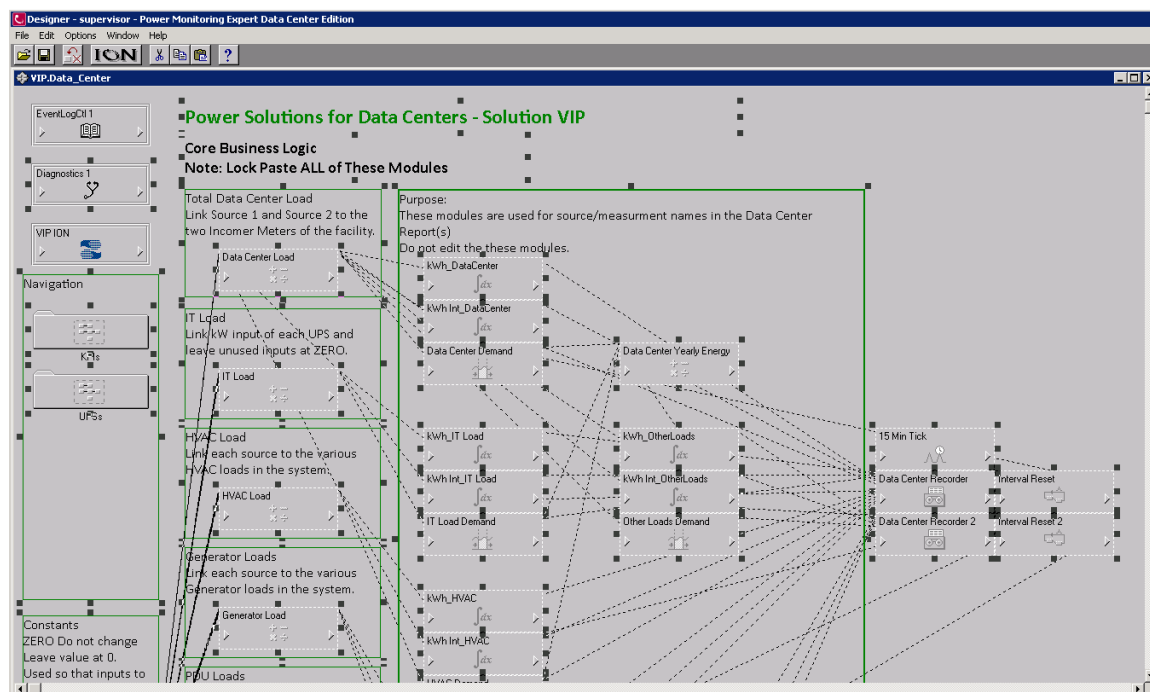 Designer - supervisor - Power Monitoring Expert Data Center Edition
File Edit Options Window Help
ION
VIP.Data_Center
EventLogCtl 1
Diagnostics 1
VIP ION
Navigation
KPIs
UPSs
Constants
ZERO Do not change
Leave value at 0.
Used so that inputs to
Power Solutions for Data Centers - Solution VIP
Core Business Logic
Note: Lock Paste ALL of These Modules
Total Data Center Load
Link Source 1 and Source 2 to the
two Incomer Meters of the facility.
Data Center Load
IT Load
Link kW input of each UPS and
leave unused inputs at ZERO.
IT Load
HVAC Load
Link each source to the various
HVAC loads in the system.
HVAC Load
Generator Loads
Link each source to the various
Generator loads in the system.
Generator Load
PDU Loads
Purpose:
These modules are used for source/measurment names in the Data Center
Report(s)
Do not edit the these modules.
kWh_DataCenter
kWh Int_DataCenter
Data Center Demand
Data Center Yearly Energy
kWh_IT Load
kWh Int_IT Load
IT Load Demand
kWh_OtherLoads
kWh Int_OtherLoads
Other Loads Demand
kWh_HVAC
kWh Int_HVAC
HVAC Demand
15 Min Tick
Data Center Recorder
Interval Reset
Data Center Recorder 2
Interval Reset 2